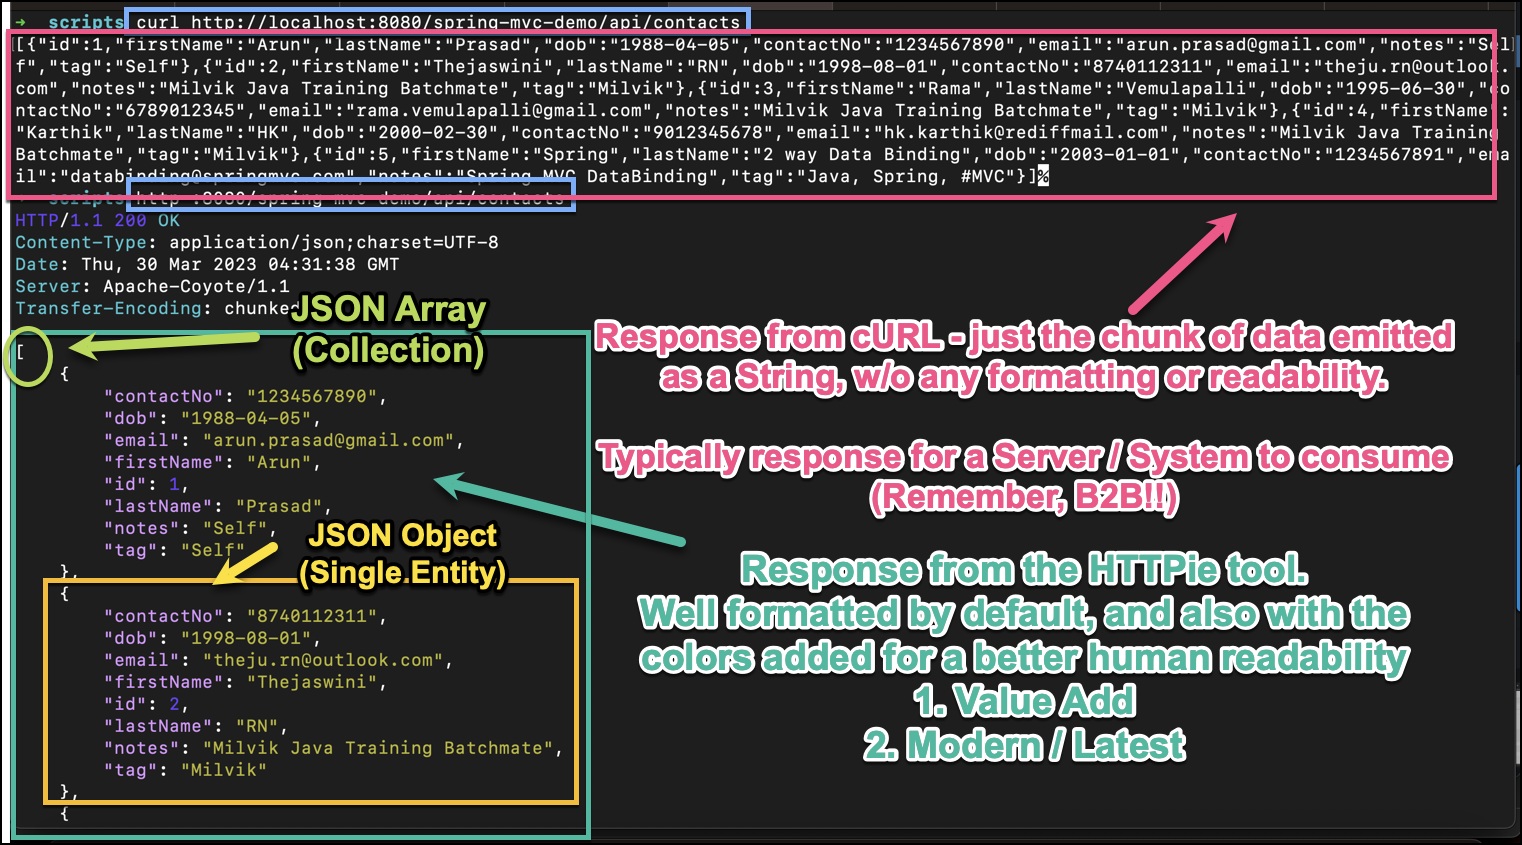 → scripts curl http://localhost:8080/spring-mvc-demo/api/contacts
[{"id":1,"firstName":"Arun","lastName":"Prasad","dob":"1988-04-05","contactNo":"1234567890","email":"arun.prasad@gmail.com","notes":"Sel
f","tag":"Self"},{"id":2,"firstName":"Thejaswini","lastName":"RN","dob":"1998-08-01","contactNo":"8740112311","email":"theju.rn@outlook.
com","notes":"Milvik Java Training Batchmate","tag":"Milvik"},{"id":3,"firstName":"Rama","lastName":"Vemulapalli","dob":"1995-06-30","co
ntactNo":"6789012345","email":"rama.vemulapalli@gmail.com","notes":"Milvik Java Training Batchmate","tag":"Milvik"},{"id":4,"firstName":
"Karthik","lastName":"HK","dob":"2000-02-30","contactNo":"9012345678","email":"hk.karthik@rediffmail.com","notes":"Milvik Java Training
Batchmate","tag":"Milvik"},{"id":5,"firstName":"Spring","lastName":"2 way Data Binding","dob":"2003-01-01","contactNo":"1234567891","ema
il":"databinding@springmvc.com","notes":"Spring MVC DataBinding","tag":"Java, Spring, #MVC"}]%
scripts http :8080/spring-mvc-demo/api/contacts
HTTP/1.1 200 OK
Content-Type: application/json;charset=UTF-8
Date: Thu, 30 Mar 2023 04:31:38 GMT
Server: Apache-Coyote/1.1
Transfer-Encoding: chunked
JSON Array
(Collection)
[
{
"contactNo": "1234567890",
"dob": "1988-04-05",
"email": "arun.prasad@gmail.com",
"firstName": "Arun",
"id": 1,
"lastName": "Prasad",
"notes": "Self",
"tag": "Self"
},
JSON Object
(Single Entity)
{
"contactNo": "8740112311",
"dob": "1998-08-01",
"email": "theju.rn@outlook.com",
"firstName": "Thejaswini",
"id": 2,
"lastName": "RN",
"notes": "Milvik Java Training Batchmate",
"tag": "Milvik"
},
{
Response from cURL - just the chunk of data emitted
as a String, w/o any formatting or readability.
Typically response for a Server / System to consume
(Remember, B2B!!)
Response from the HTTPie tool.
Well formatted by default, and also with the
colors added for a better human readability
1. Value Add
2. Modern / Latest